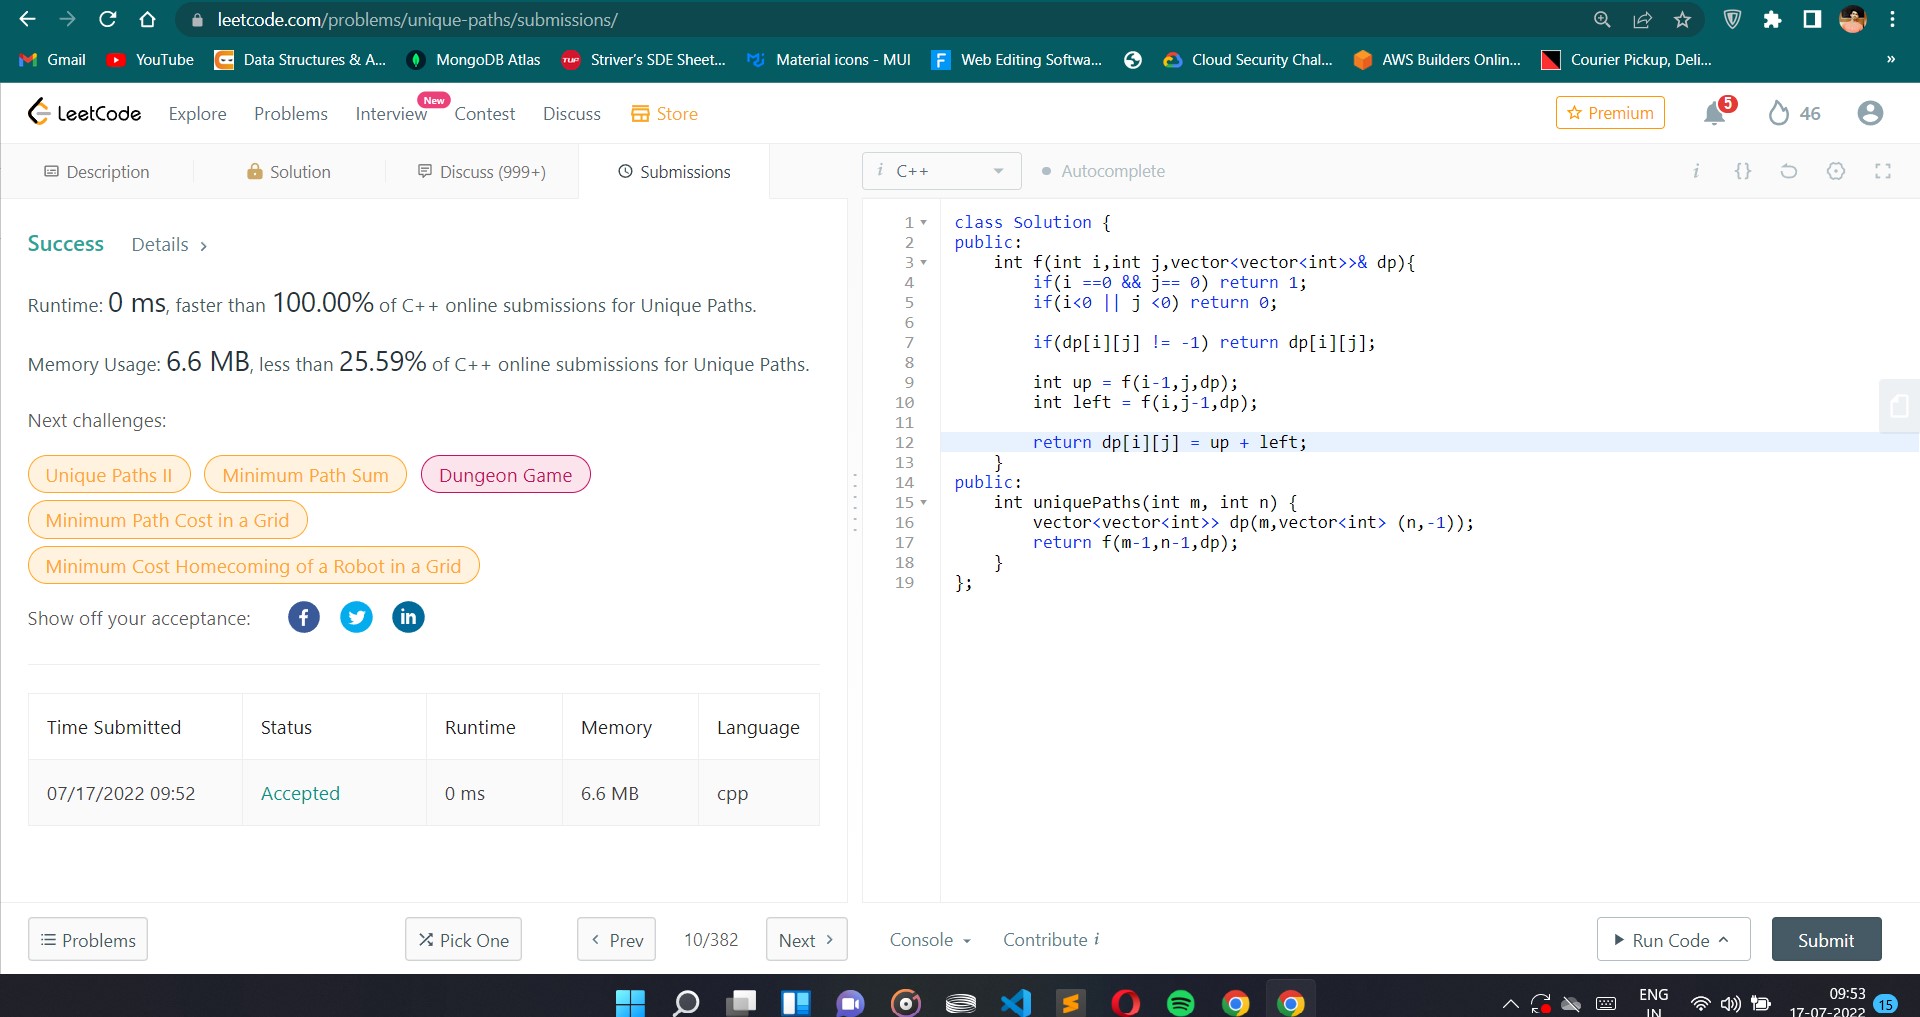 leetcode.com/problems/unique-paths/submissions/
Gmail YouTube Data Structures & A... MongoDB Atlas Striver's SDE Sheet... Material icons - MUI Web Editing Softwa... Cloud Security Chal... AWS Builders Onlin... Courier Pickup, Deli... »
LeetCode Explore Problems Interview New Contest Discuss Store Premium 5 46
Description Solution Discuss (999+) Submissions
i C++ Autocomplete i {}
Success Details >
Runtime: 0 ms, faster than 100.00% of C++ online submissions for Unique Paths.
Memory Usage: 6.6 MB, less than 25.59% of C++ online submissions for Unique Paths.
Next challenges:
Unique Paths II Minimum Path Sum Dungeon Game
Minimum Path Cost in a Grid
Minimum Cost Homecoming of a Robot in a Grid
Show off your acceptance: f in
Time Submitted Status Runtime Memory Language
07/17/2022 09:52 Accepted 0 ms 6.6 MB cpp
1 class Solution {
2 public:
3 int f(int i,int j,vector<vector<int>>& dp){
4 if(i ==0 && j== 0) return 1;
5 if(i<0 || j <0) return 0;
6
7 if(dp[i][j] != -1) return dp[i][j];
8
9 int up = f(i-1,j,dp);
10 int left = f(i,j-1,dp);
11
12 return dp[i][j] = up + left;
13 }
14 public:
15 int uniquePaths(int m, int n) {
16 vector<vector<int>> dp(m,vector<int> (n,-1));
17 return f(m-1,n-1,dp);
18 }
19 };
Problems Pick One < Prev 10/382 Next > Console Contribute i Run Code Submit
ENG 09:53
IN 17-07-2022 15